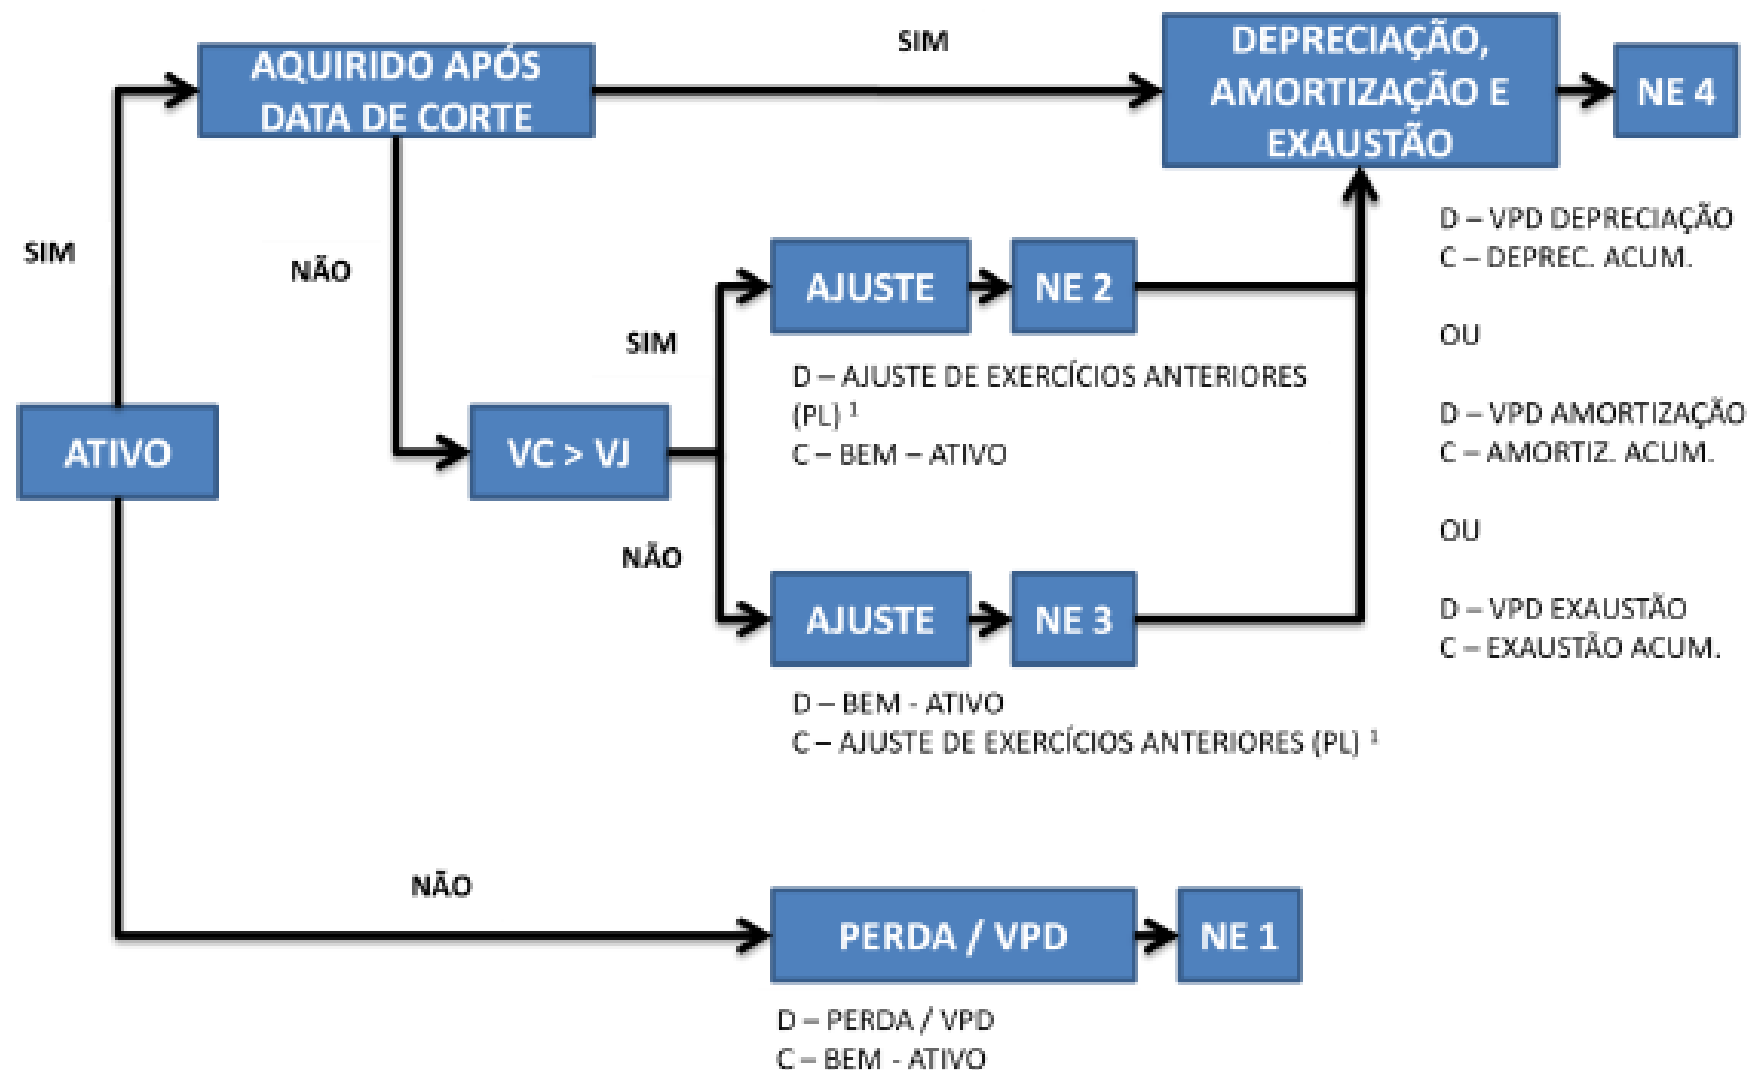 SIM
DEPRECIAÇÃO,
AMORTIZAÇÃO E
EXAUSTÃO
NE 4
AQUIRIDO APÓS
DATA DE CORTE
SIM
NÃO
D – VPD DEPRECIAÇÃO
C – DEPREC. ACUM.
OU
D – VPD AMORTIZAÇÃO
C – AMORTIZ. ACUM.
OU
D – VPD EXAUSTÃO
C – EXAUSTÃO ACUM.
AJUSTE
NE 2
SIM
D – AJUSTE DE EXERCÍCIOS ANTERIORES
(PL) ¹
C – BEM – ATIVO
ATIVO
VC > VJ
NÃO
AJUSTE
NE 3
D – BEM - ATIVO
C – AJUSTE DE EXERCÍCIOS ANTERIORES (PL) ¹
NÃO
PERDA / VPD
NE 1
D – PERDA / VPD
C – BEM - ATIVO